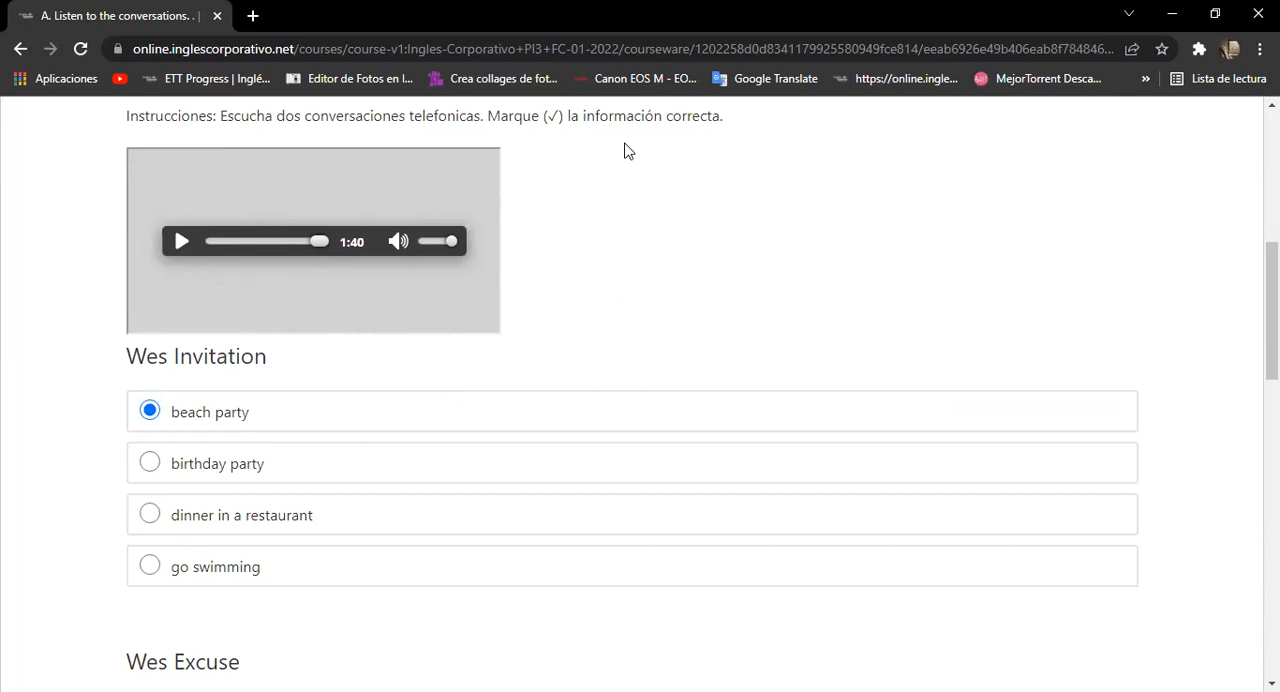 A. Listen to the conversations. . |
online.inglescorporativo.net/courses/course-v1:Ingles-Corporativo+PI3+FC-01-2022/courseware/1202258d0d8341179925580949fce814/eeab6926e49b406eab8f784846...
Aplicaciones
ETT Progress | Inglé...
Editor de Fotos en l...
Crea collages de fot...
Canon EOS M - EO...
Google Translate
https://online.ingle...
MejorTorrent Desca...
»
Lista de lectura
Instrucciones: Escucha dos conversaciones telefonicas. Marque (✓) la información correcta.
1:40
Wes Invitation
beach party
birthday party
dinner in a restaurant
go swimming
Wes Excuse